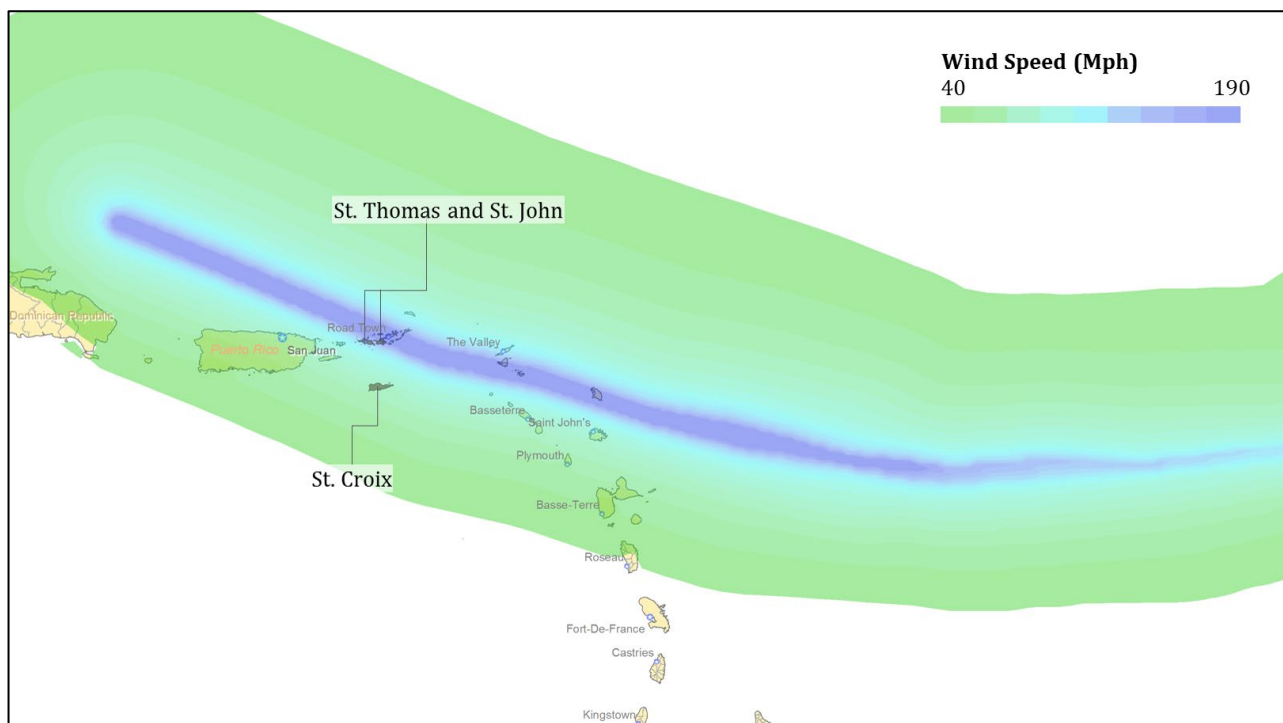 Wind Speed (Mph)
40 190
St. Thomas and St. John
Dominican Republic
Road Town
Puerto Rico
San Juan
The Valley
Basseterre
Saint John's
Plymouth
St. Croix
Basse-Terre
Roseau
Fort-De-France
Castries
Kingstown